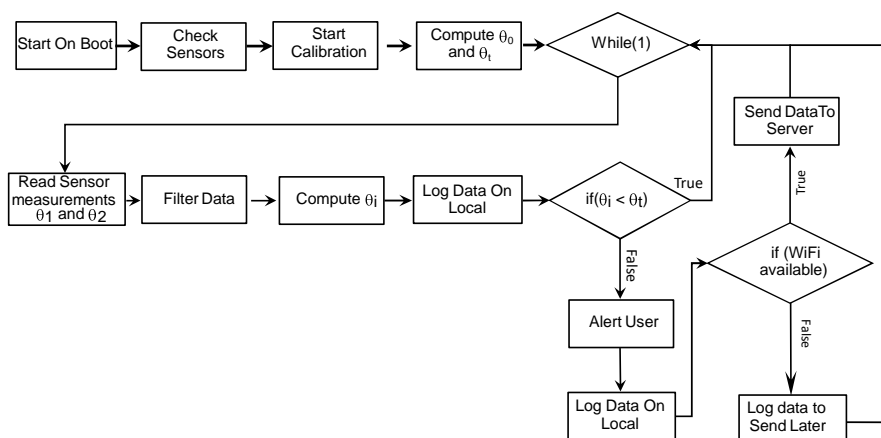 Start On Boot
Check
Sensors
Start
Calibration
Compute θ0
and θt
While(1)
Send DataTo
Server
Read Sensor
measurements
θ1 and θ2
Filter Data
Compute θi
Log Data On
Local
if(θi < θt)
True
True
if (WiFi
available)
False
Alert User
False
Log Data On
Local
Log data to
Send Later